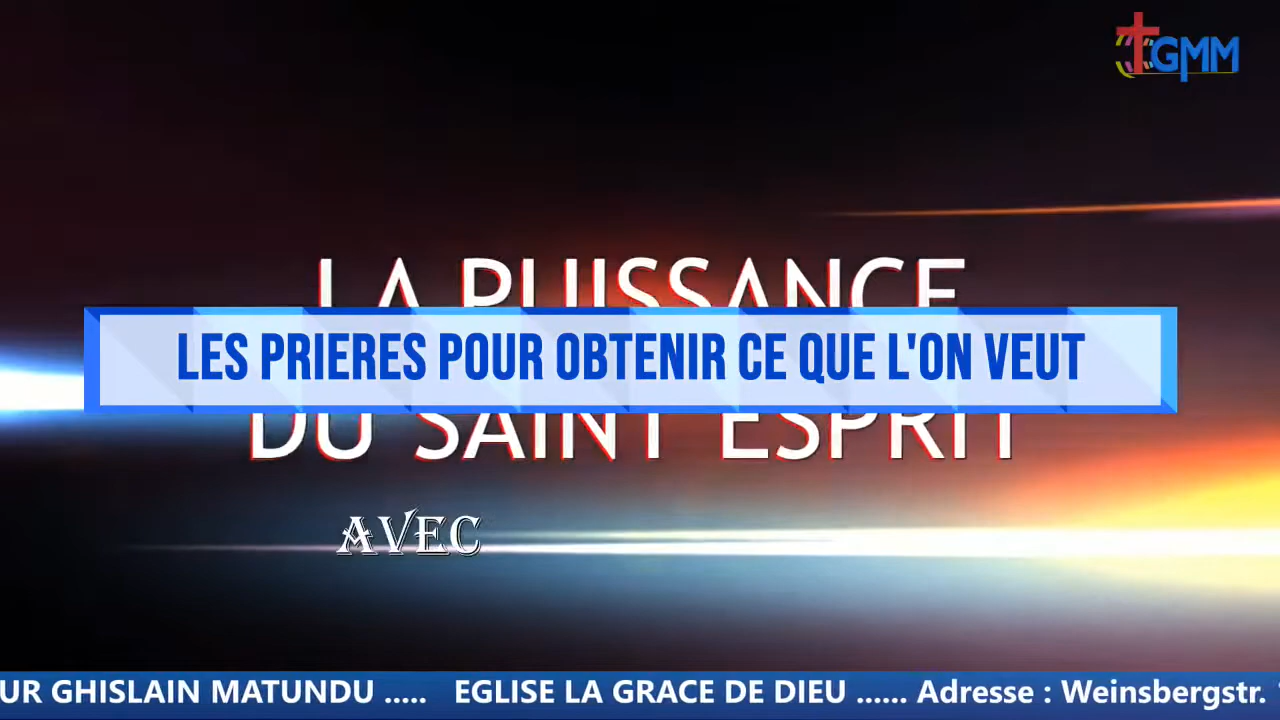 GMM
LA PUISSANCE
LES PRIERES POUR OBTENIR CE QUE L'ON VEUT
DU SAINT ESPRIT
AVEC
UR GHISLAIN MATUNDU ..... EGLISE LA GRACE DE DIEU ...... Adresse : Weinsbergstr.